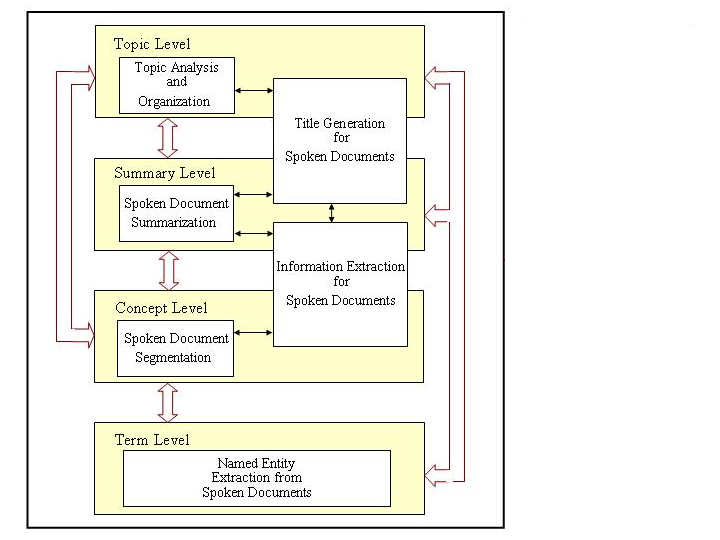 Topic Level
Topic Analysis
and
Organization
Title Generation
for
Spoken Documents
Summary Level
Spoken Document
Summarization
Information Extraction
for
Spoken Documents
Concept Level
Spoken Document
Segmentation
Term Level
Named Entity
Extraction from
Spoken Documents